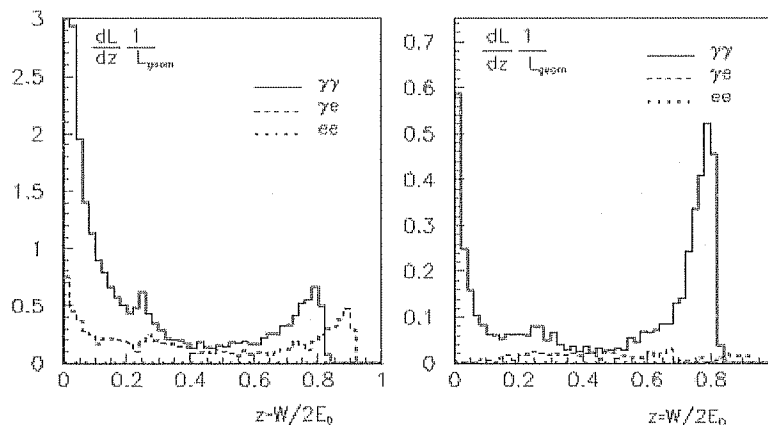 3
2.5
2
1.5
1
0.5
0
dL 1
dz L geom
γγ
γe
ee
0 0.2 0.4 0.6 0.8 1
z=W/2E₀
0.7
0.6
0.5
0.4
0.3
0.2
0.1
0
dL 1
dz L geom
γγ
γe
ee
0 0.2 0.4 0.6 0.8
z=W/2E₀